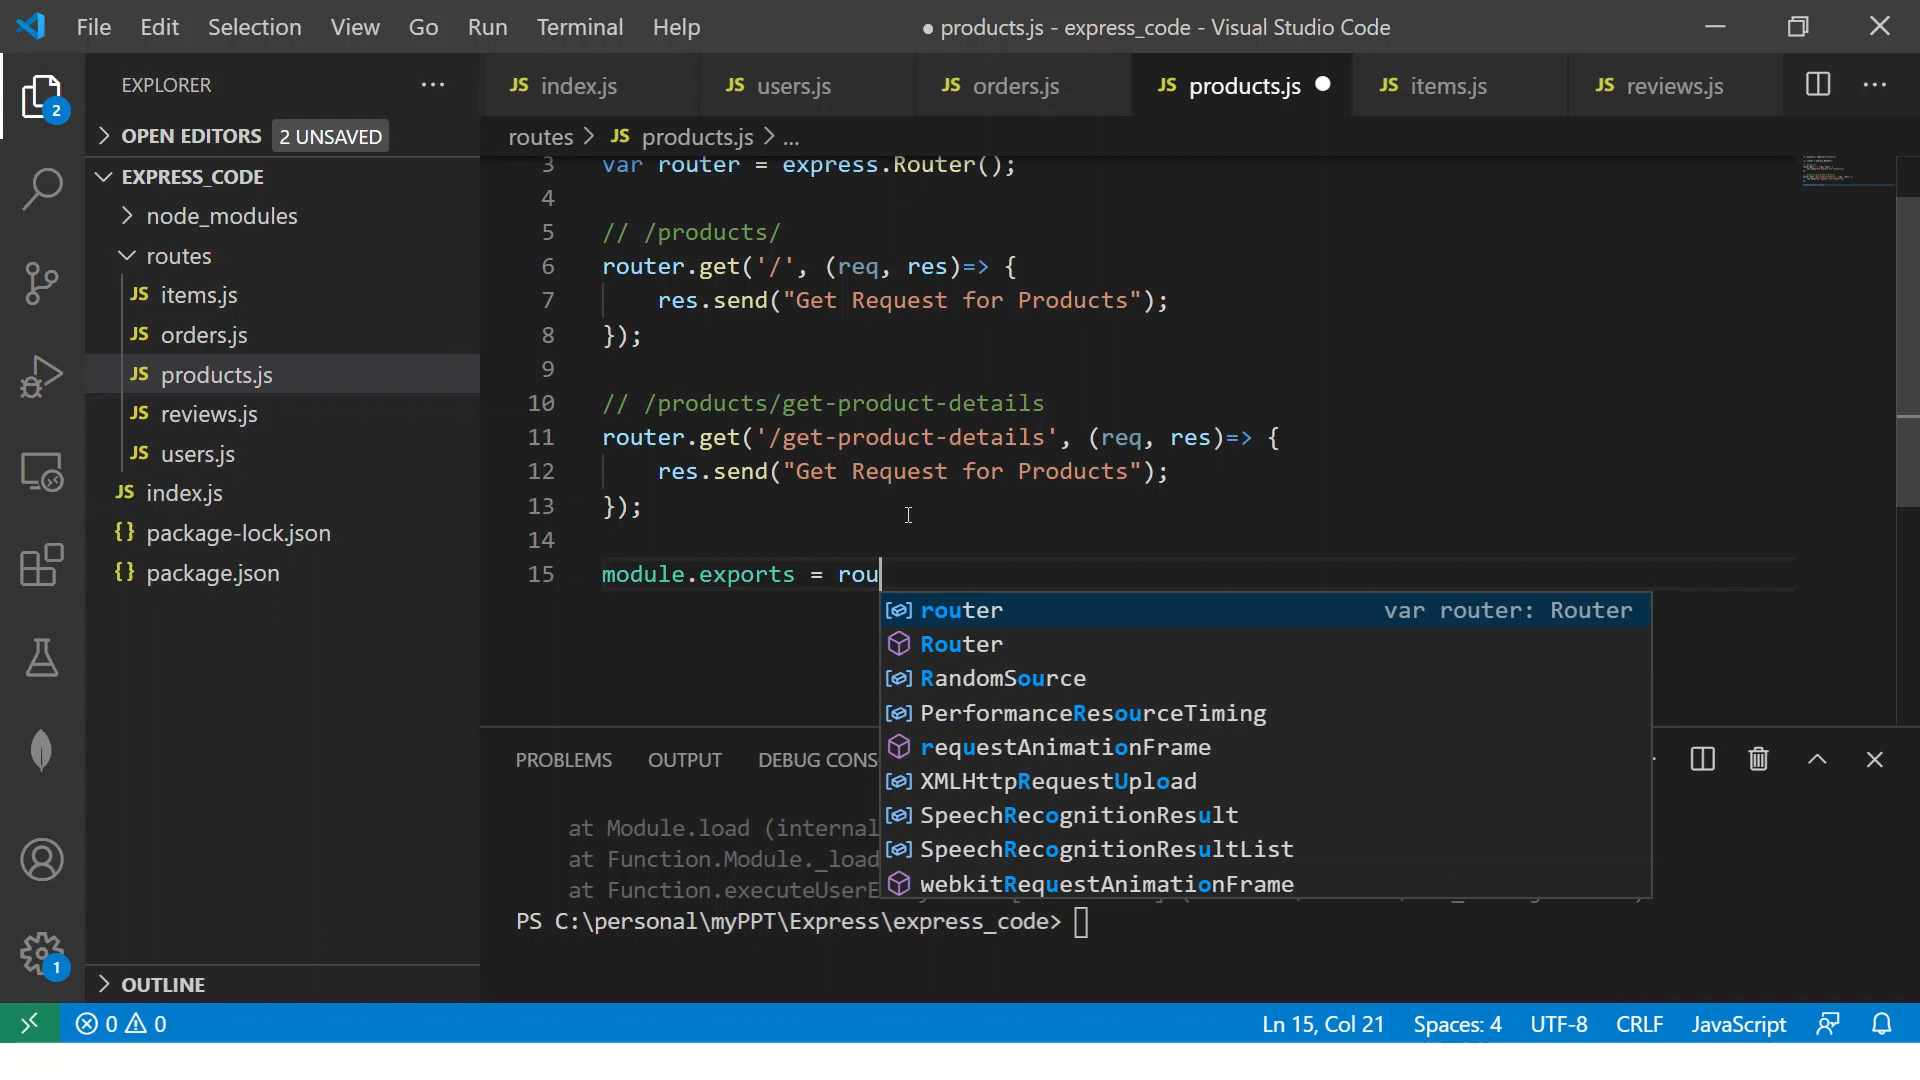 File Edit Selection View Go Run Terminal Help
● products.js - express_code - Visual Studio Code
EXPLORER
2
OPEN EDITORS 2 UNSAVED
EXPRESS_CODE
node_modules
routes
JS items.js
JS orders.js
JS products.js
JS reviews.js
JS users.js
JS index.js
{} package-lock.json
{} package.json
OUTLINE
1
JS index.js JS users.js JS orders.js JS products.js JS items.js JS reviews.js
routes > JS products.js > ...
3 var router = express.Router();
4
5 // /products/
6 router.get('/', (req, res)=> {
7 res.send("Get Request for Products");
8 });
9
10 // /products/get-product-details
11 router.get('/get-product-details', (req, res)=> {
12 res.send("Get Request for Products");
13 });
14
15 module.exports = rou
router var router: Router
Router
RandomSource
PerformanceResourceTiming
requestAnimationFrame
XMLHttpRequestUpload
SpeechRecognitionResult
SpeechRecognitionResultList
webkitRequestAnimationFrame
PROBLEMS OUTPUT DEBUG CONS
at Module.load (internal
at Function.Module._load
at Function.executeUserE
PS C:\personal\myPPT\Express\express_code>
0 0 Ln 15, Col 21 Spaces: 4 UTF-8 CRLF JavaScript